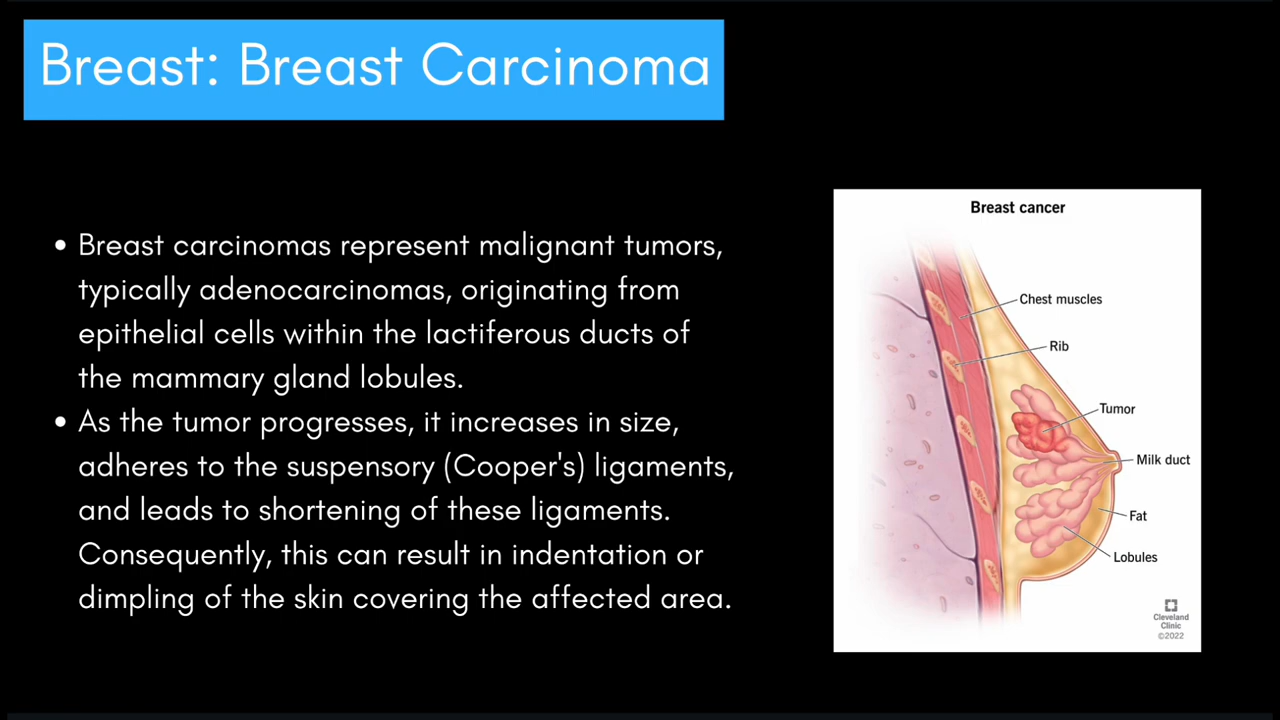 Breast: Breast Carcinoma
• Breast carcinomas represent malignant tumors,
typically adenocarcinomas, originating from
epithelial cells within the lactiferous ducts of
the mammary gland lobules.
• As the tumor progresses, it increases in size,
adheres to the suspensory (Cooper's) ligaments,
and leads to shortening of these ligaments.
Consequently, this can result in indentation or
dimpling of the skin covering the affected area.
Breast cancer
Chest muscles
Rib
Tumor
Milk duct
Fat
Lobules
Cleveland
Clinic
©2022